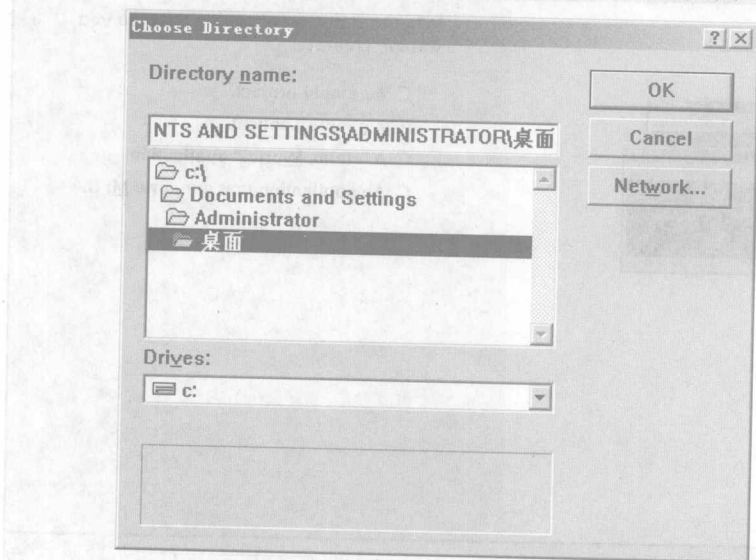 Choose Directory
? ×
Directory name:
NTS AND SETTINGS\ADMINISTRATOR\桌面
c:\
Documents and Settings
Administrator
桌面
Drives:
c:
OK
Cancel
Network...